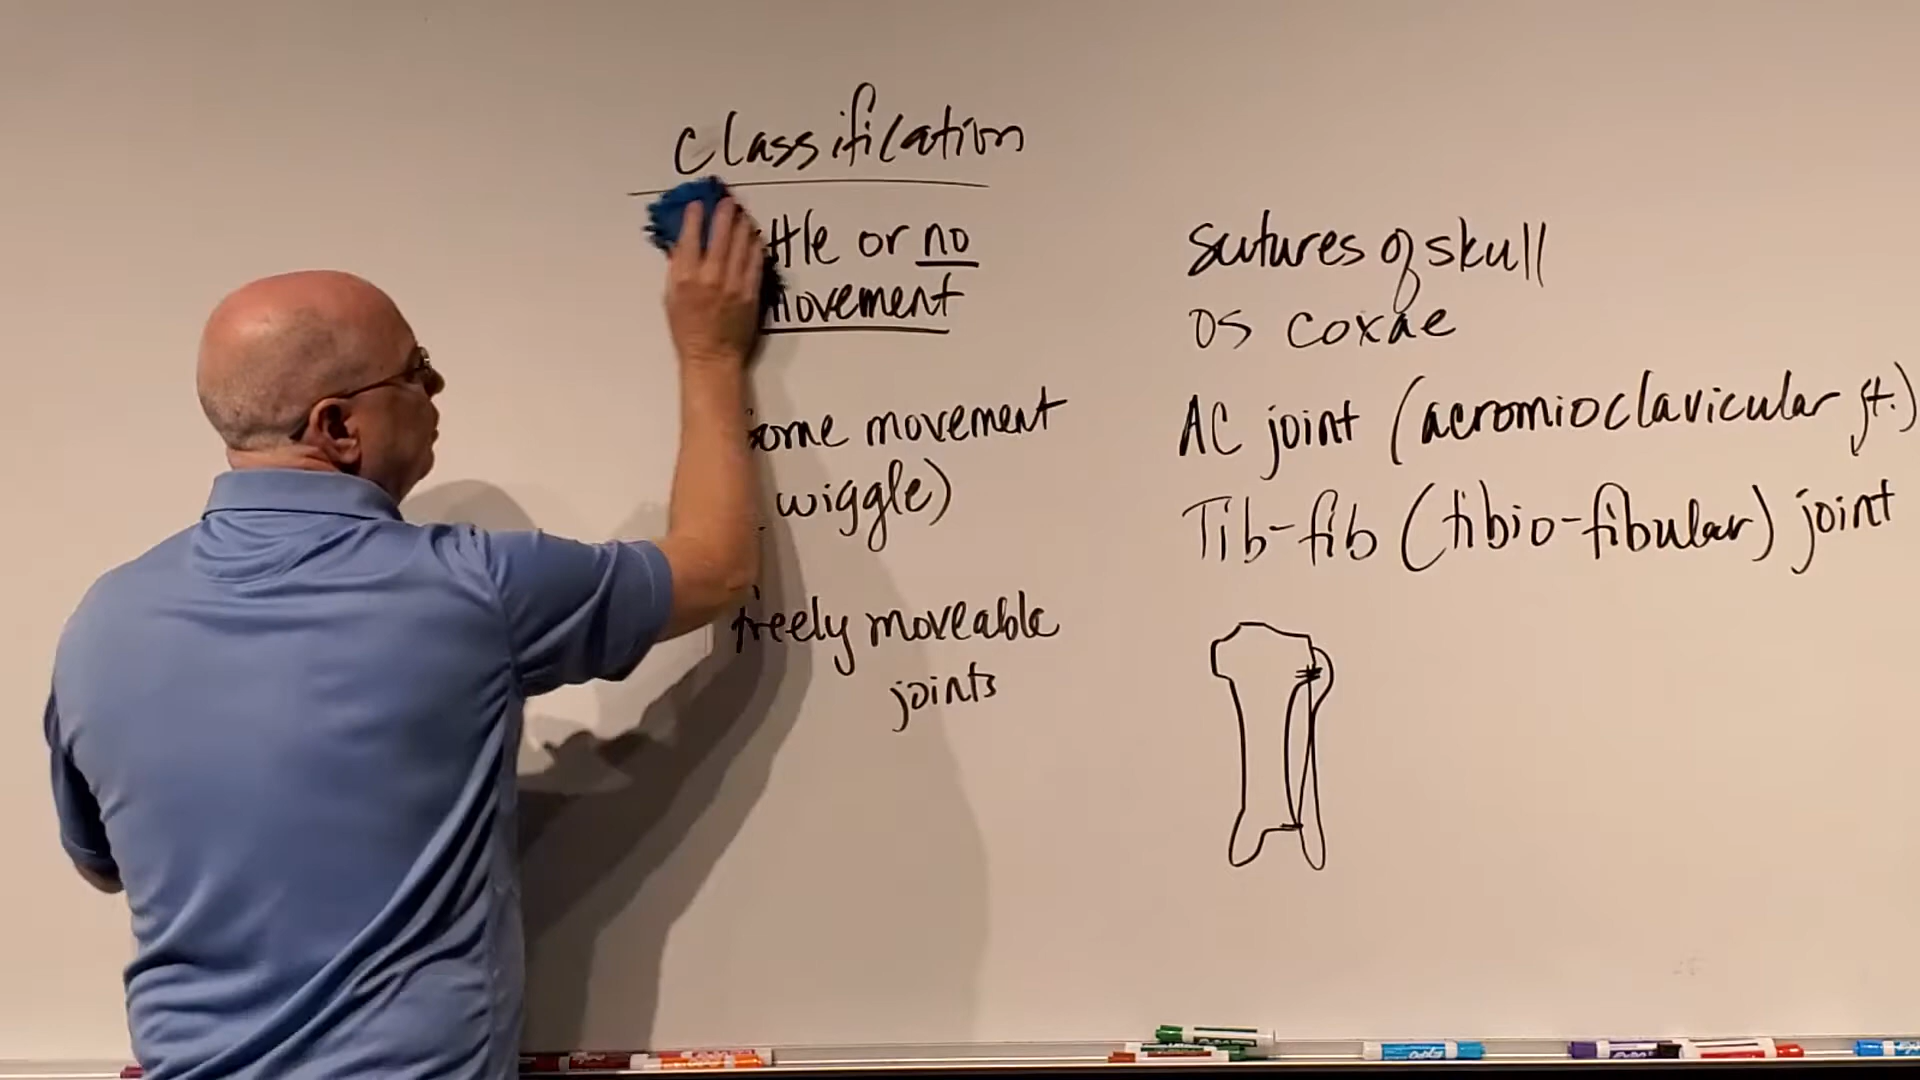 Classification
ttle or no
movement
Sutures of skull
os coxae
some movement
wiggle)
AC joint (acromioclavicular jt.)
Tib-fib (tibio-fibular) joint
freely moveable
joints
EXPO